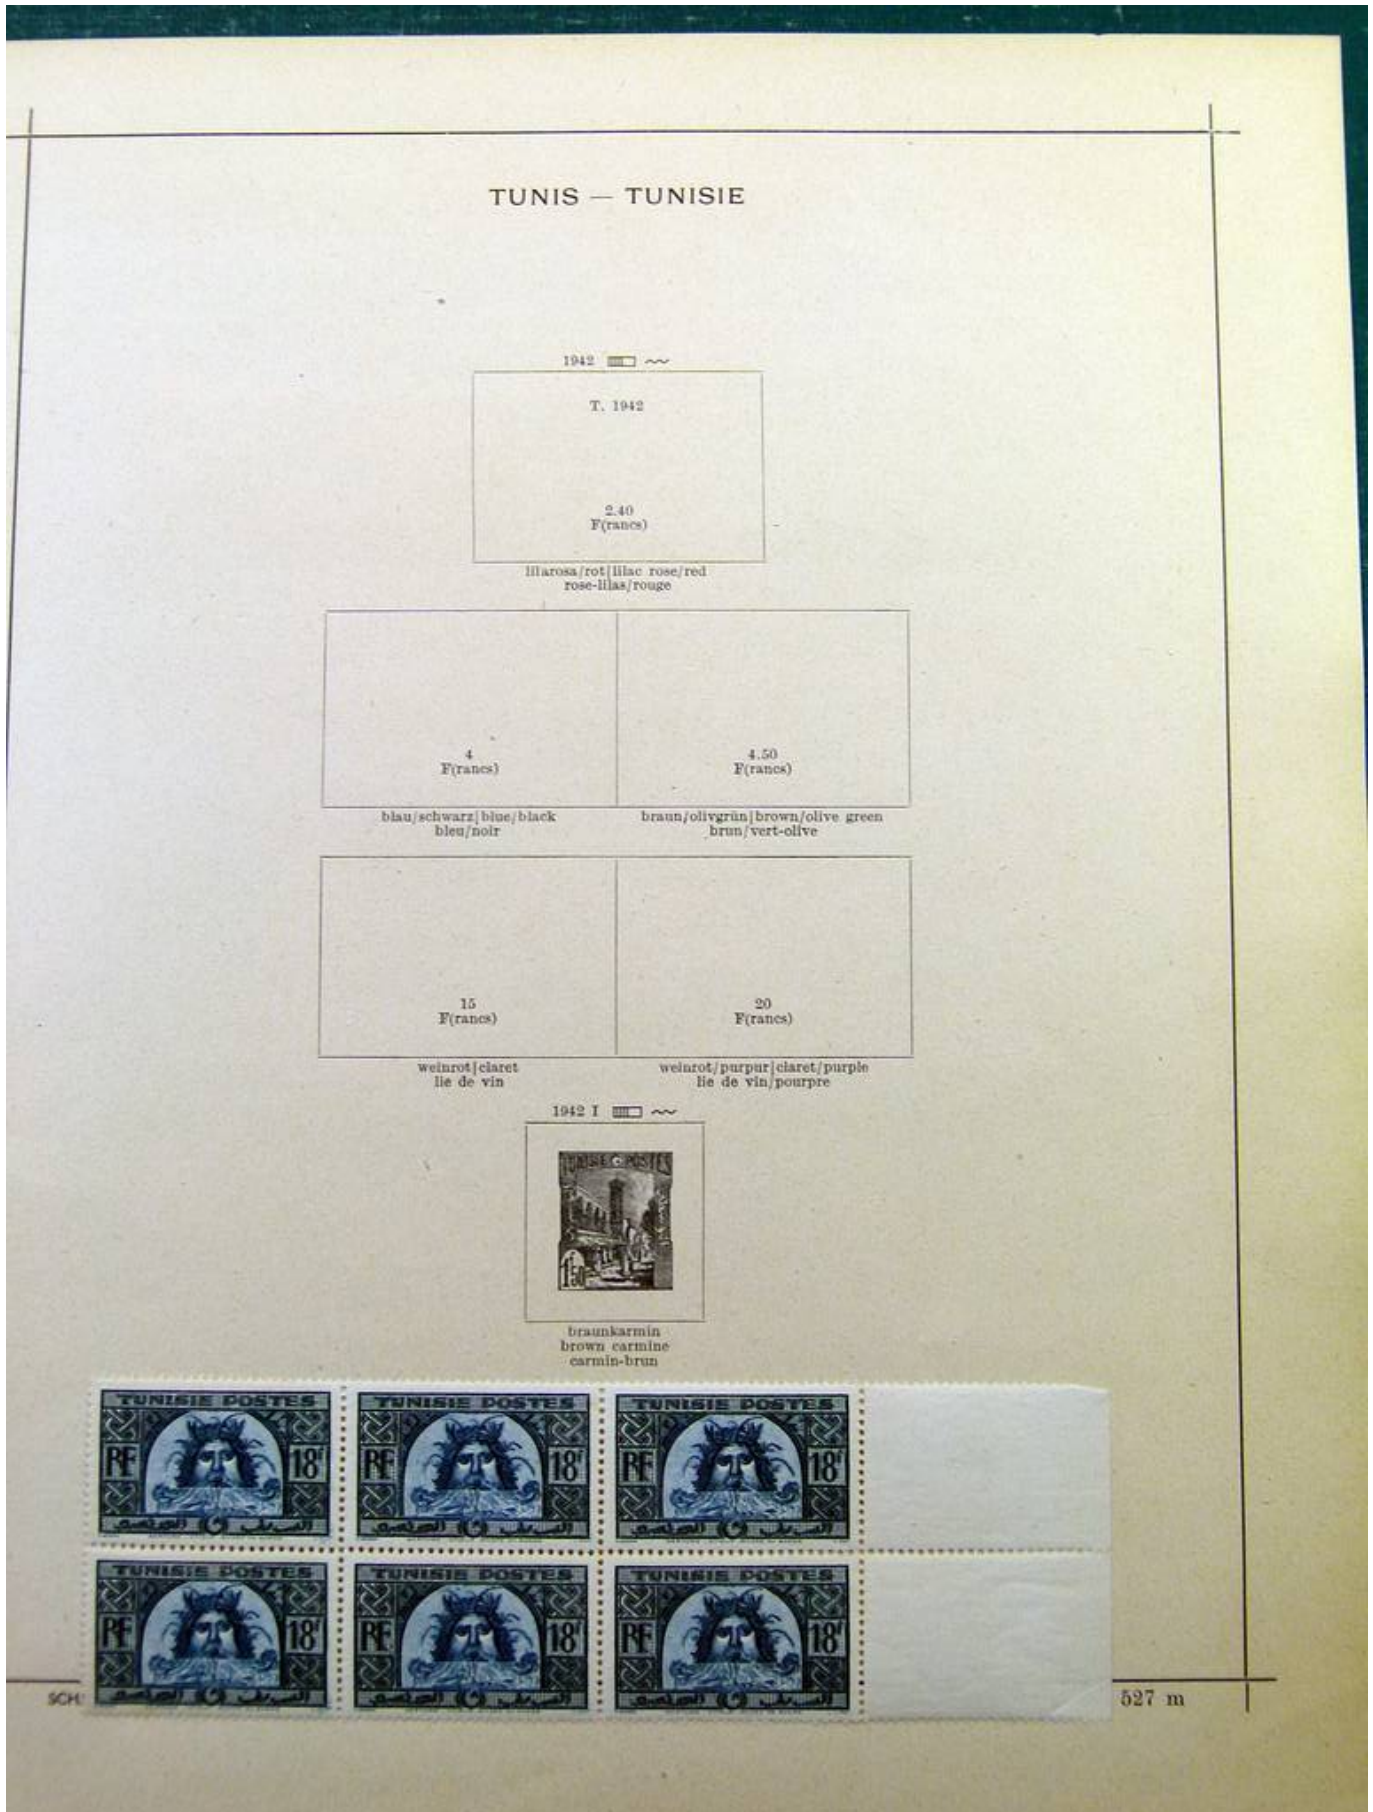 TUNIS — TUNISIE
1942
T. 1942
2.40
F(rancs)
lilarosa/rot|lilac rose/red
rose-lilas/rouge
4
F(rancs)
4.50
F(rancs)
blau/schwarz|blue/black
bleu/noir
braun/olivgrün|brown/olive green
brun/vert-olive
15
F(rancs)
20
F(rancs)
weinrot|claret
lie de vin
weinrot/purpur|claret/purple
lie de vin/pourpre
1942 I
TUNISIE POSTES
1F50
braunkarmin
brown carmine
carmin-brun
TUNISIE POSTES
RF 18F
TUNISIE POSTES
RF 18F
TUNISIE POSTES
RF 18F
TUNISIE POSTES
RF 18F
TUNISIE POSTES
RF 18F
TUNISIE POSTES
RF 18F
SCH
527 m